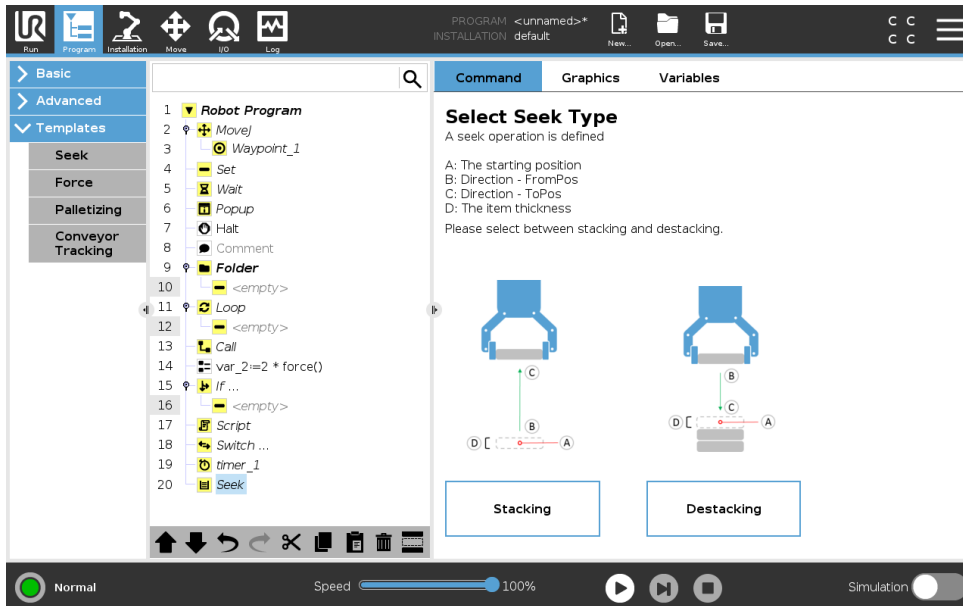 UR
PROGRAM <unnamed>*
INSTALLATION default
C C
C C
Run
Program
Installation
Move
I/O
Log
New...
Open...
Save...
Basic
Advanced
Templates
Seek
Force
Palletizing
Conveyor
Tracking
1 Robot Program
2 MoveJ
3 Waypoint_1
4 Set
5 Wait
6 Popup
7 Halt
8 Comment
9 Folder
10 <empty>
11 Loop
12 <empty>
13 Call
14 var_2:=2 * force()
15 If ...
16 <empty>
17 Script
18 Switch ...
19 timer_1
20 Seek
Command Graphics Variables
Select Seek Type
A seek operation is defined
A: The starting position
B: Direction - FromPos
C: Direction - ToPos
D: The item thickness
Please select between stacking and destacking.
C
B
D A
B
C
D A
Stacking
Destacking
Normal
Speed 100%
Simulation